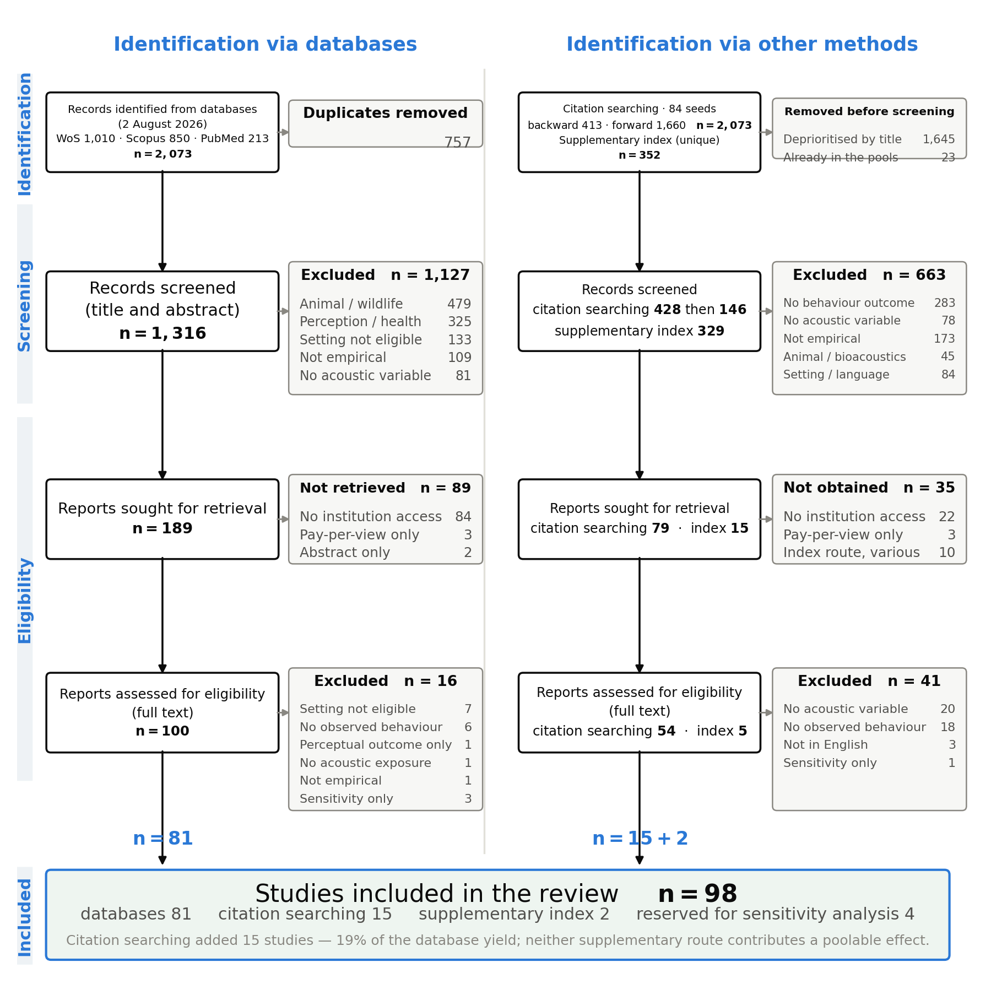 Identification via databases
Identification via other methods
Identification
Records identified from databases
(2 August 2026)
WoS 1,010 · Scopus 850 · PubMed 213
n = 2, 073
Duplicates removed
757
Citation searching · 84 seeds
backward 413 · forward 1,660 n = 2, 073
Supplementary index (unique)
n = 352
Removed before screening
Deprioritised by title 1,645
Already in the pools 23
Screening
Records screened
(title and abstract)
n = 1, 316
Excluded n = 1,127
Animal / wildlife 479
Perception / health 325
Setting not eligible 133
Not empirical 109
No acoustic variable 81
Records screened
citation searching 428 then 146
supplementary index 329
Excluded n = 663
No behaviour outcome 283
No acoustic variable 78
Not empirical 173
Animal / bioacoustics 45
Setting / language 84
Eligibility
Reports sought for retrieval
n = 189
Not retrieved n = 89
No institution access 84
Pay-per-view only 3
Abstract only 2
Reports sought for retrieval
citation searching 79 · index 15
Not obtained n = 35
No institution access 22
Pay-per-view only 3
Index route, various 10
Reports assessed for eligibility
(full text)
n = 100
Excluded n = 16
Setting not eligible 7
No observed behaviour 6
Perceptual outcome only 1
No acoustic exposure 1
Not empirical 1
Sensitivity only 3
Reports assessed for eligibility
(full text)
citation searching 54 · index 5
Excluded n = 41
No acoustic variable 20
No observed behaviour 18
Not in English 3
Sensitivity only 1
n = 81
n = 15 + 2
Included
Studies included in the review n = 98
databases 81 citation searching 15 supplementary index 2 reserved for sensitivity analysis 4
Citation searching added 15 studies — 19% of the database yield; neither supplementary route contributes a poolable effect.